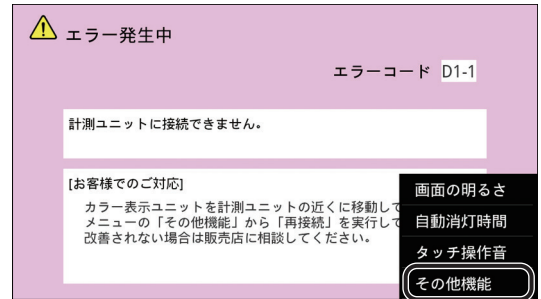 エラー発生中
エラーコード D1-1
計測ユニットに接続できません。
[お客様でのご対応]
カラー表示ユニットを計測ユニットの近くに移動して
メニューの「その他機能」から「再接続」を実行して
改善されない場合は販売店に相談してください。
画面の明るさ
自動消灯時間
タッチ操作音
その他機能